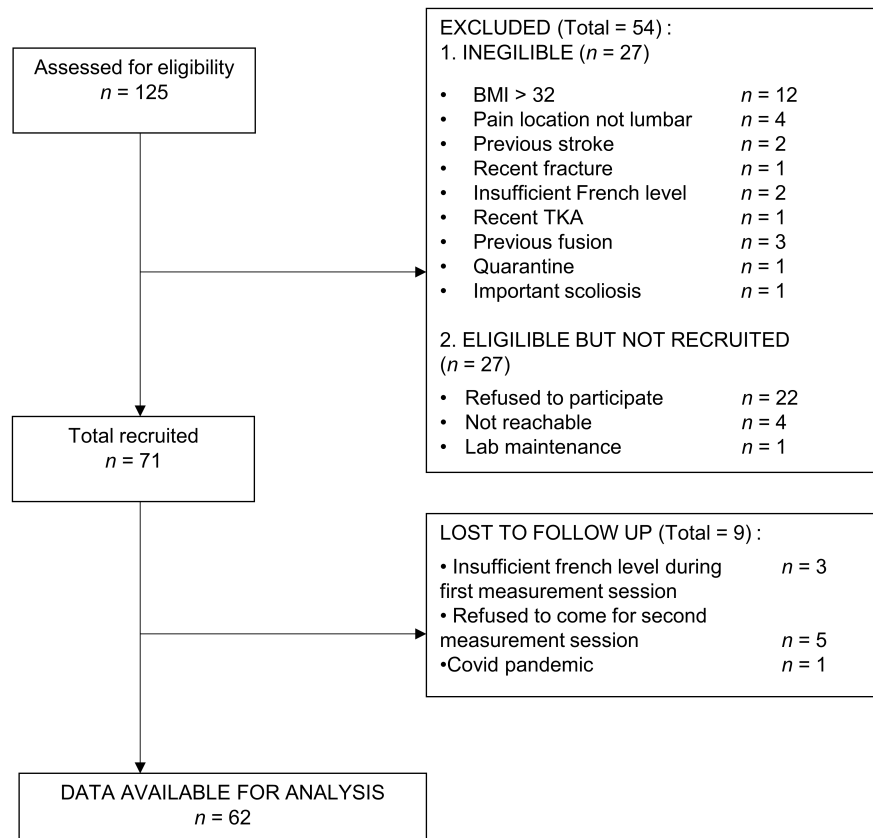 Assessed for eligibility
n = 125
EXCLUDED (Total = 54) :
1. INEGILIBLE (n = 27)
• BMI > 32 n = 12
• Pain location not lumbar n = 4
• Previous stroke n = 2
• Recent fracture n = 1
• Insufficient French level n = 2
• Recent TKA n = 1
• Previous fusion n = 3
• Quarantine n = 1
• Important scoliosis n = 1
2. ELIGILIBLE BUT NOT RECRUITED
(n = 27)
• Refused to participate n = 22
• Not reachable n = 4
• Lab maintenance n = 1
Total recruited
n = 71
LOST TO FOLLOW UP (Total = 9) :
• Insufficient french level during n = 3
first measurement session
• Refused to come for second
measurement session n = 5
•Covid pandemic n = 1
DATA AVAILABLE FOR ANALYSIS
n = 62